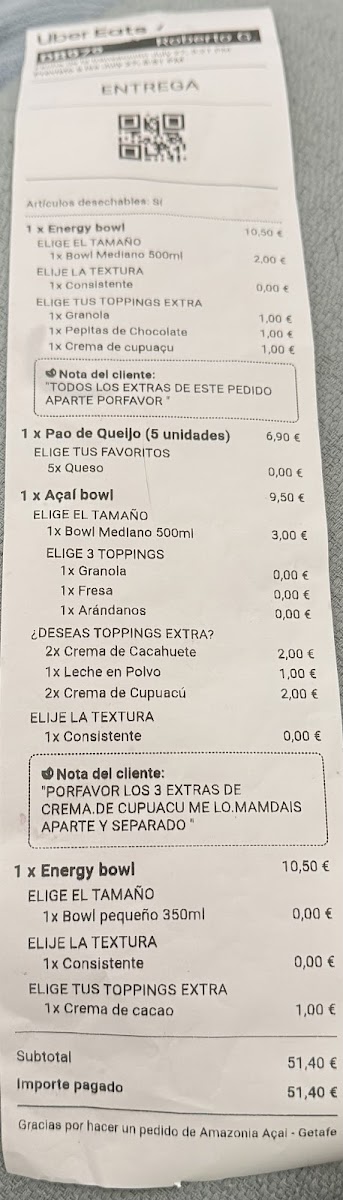 Uber Eats
Roberto G.
ENTREGA
Artículos desechables: Sí
1 x Energy bowl 10,50 €
ELIGE EL TAMAÑO
1x Bowl Mediano 500ml 2,00 €
ELIJE LA TEXTURA
1x Consistente 0,00 €
ELIGE TUS TOPPINGS EXTRA
1x Granola 1,00 €
1x Pepitas de Chocolate 1,00 €
1x Crema de cupuaçu 1,00 €
Nota del cliente:
"TODOS LOS EXTRAS DE ESTE PEDIDO
APARTE PORFAVOR "
1 x Pao de Queijo (5 unidades) 6,90 €
ELIGE TUS FAVORITOS
5x Queso 0,00 €
1 x Açaí bowl 9,50 €
ELIGE EL TAMAÑO
1x Bowl Mediano 500ml 3,00 €
ELIGE 3 TOPPINGS
1x Granola 0,00 €
1x Fresa 0,00 €
1x Arándanos 0,00 €
¿DESEAS TOPPINGS EXTRA?
2x Crema de Cacahuete 2,00 €
1x Leche en Polvo 1,00 €
2x Crema de Cupuacú 2,00 €
ELIJE LA TEXTURA
1x Consistente 0,00 €
Nota del cliente:
"PORFAVOR LOS 3 EXTRAS DE
CREMA.DE CUPUACU ME LO.MAMDAIS
APARTE Y SEPARADO "
1 x Energy bowl 10,50 €
ELIGE EL TAMAÑO
1x Bowl pequeño 350ml 0,00 €
ELIJE LA TEXTURA
1x Consistente 0,00 €
ELIGE TUS TOPPINGS EXTRA
1x Crema de cacao 1,00 €
Subtotal 51,40 €
Importe pagado 51,40 €
Gracias por hacer un pedido de Amazonia Açai - Getafe